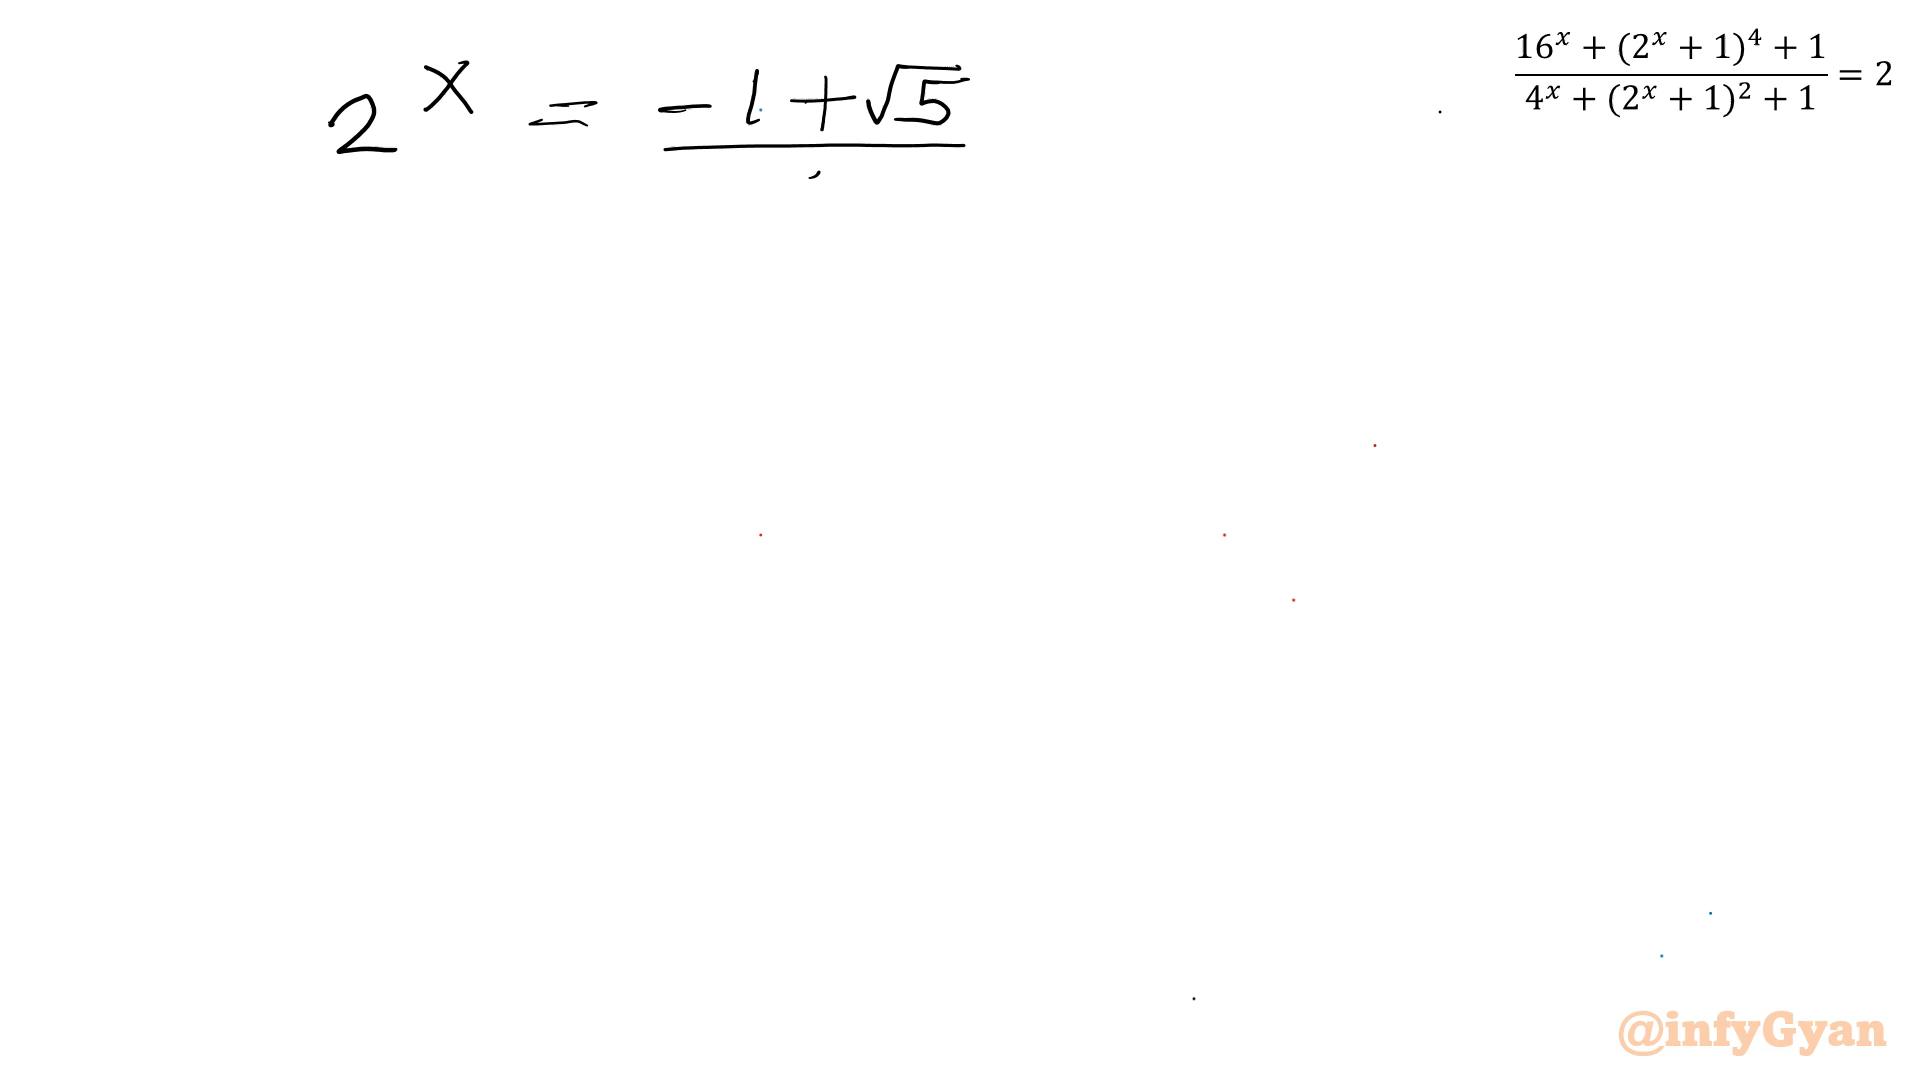 2^x = (-1+√5)/
(16^x + (2^x + 1)^4 + 1)/(4^x + (2^x + 1)^2 + 1) = 2
@infyGyan